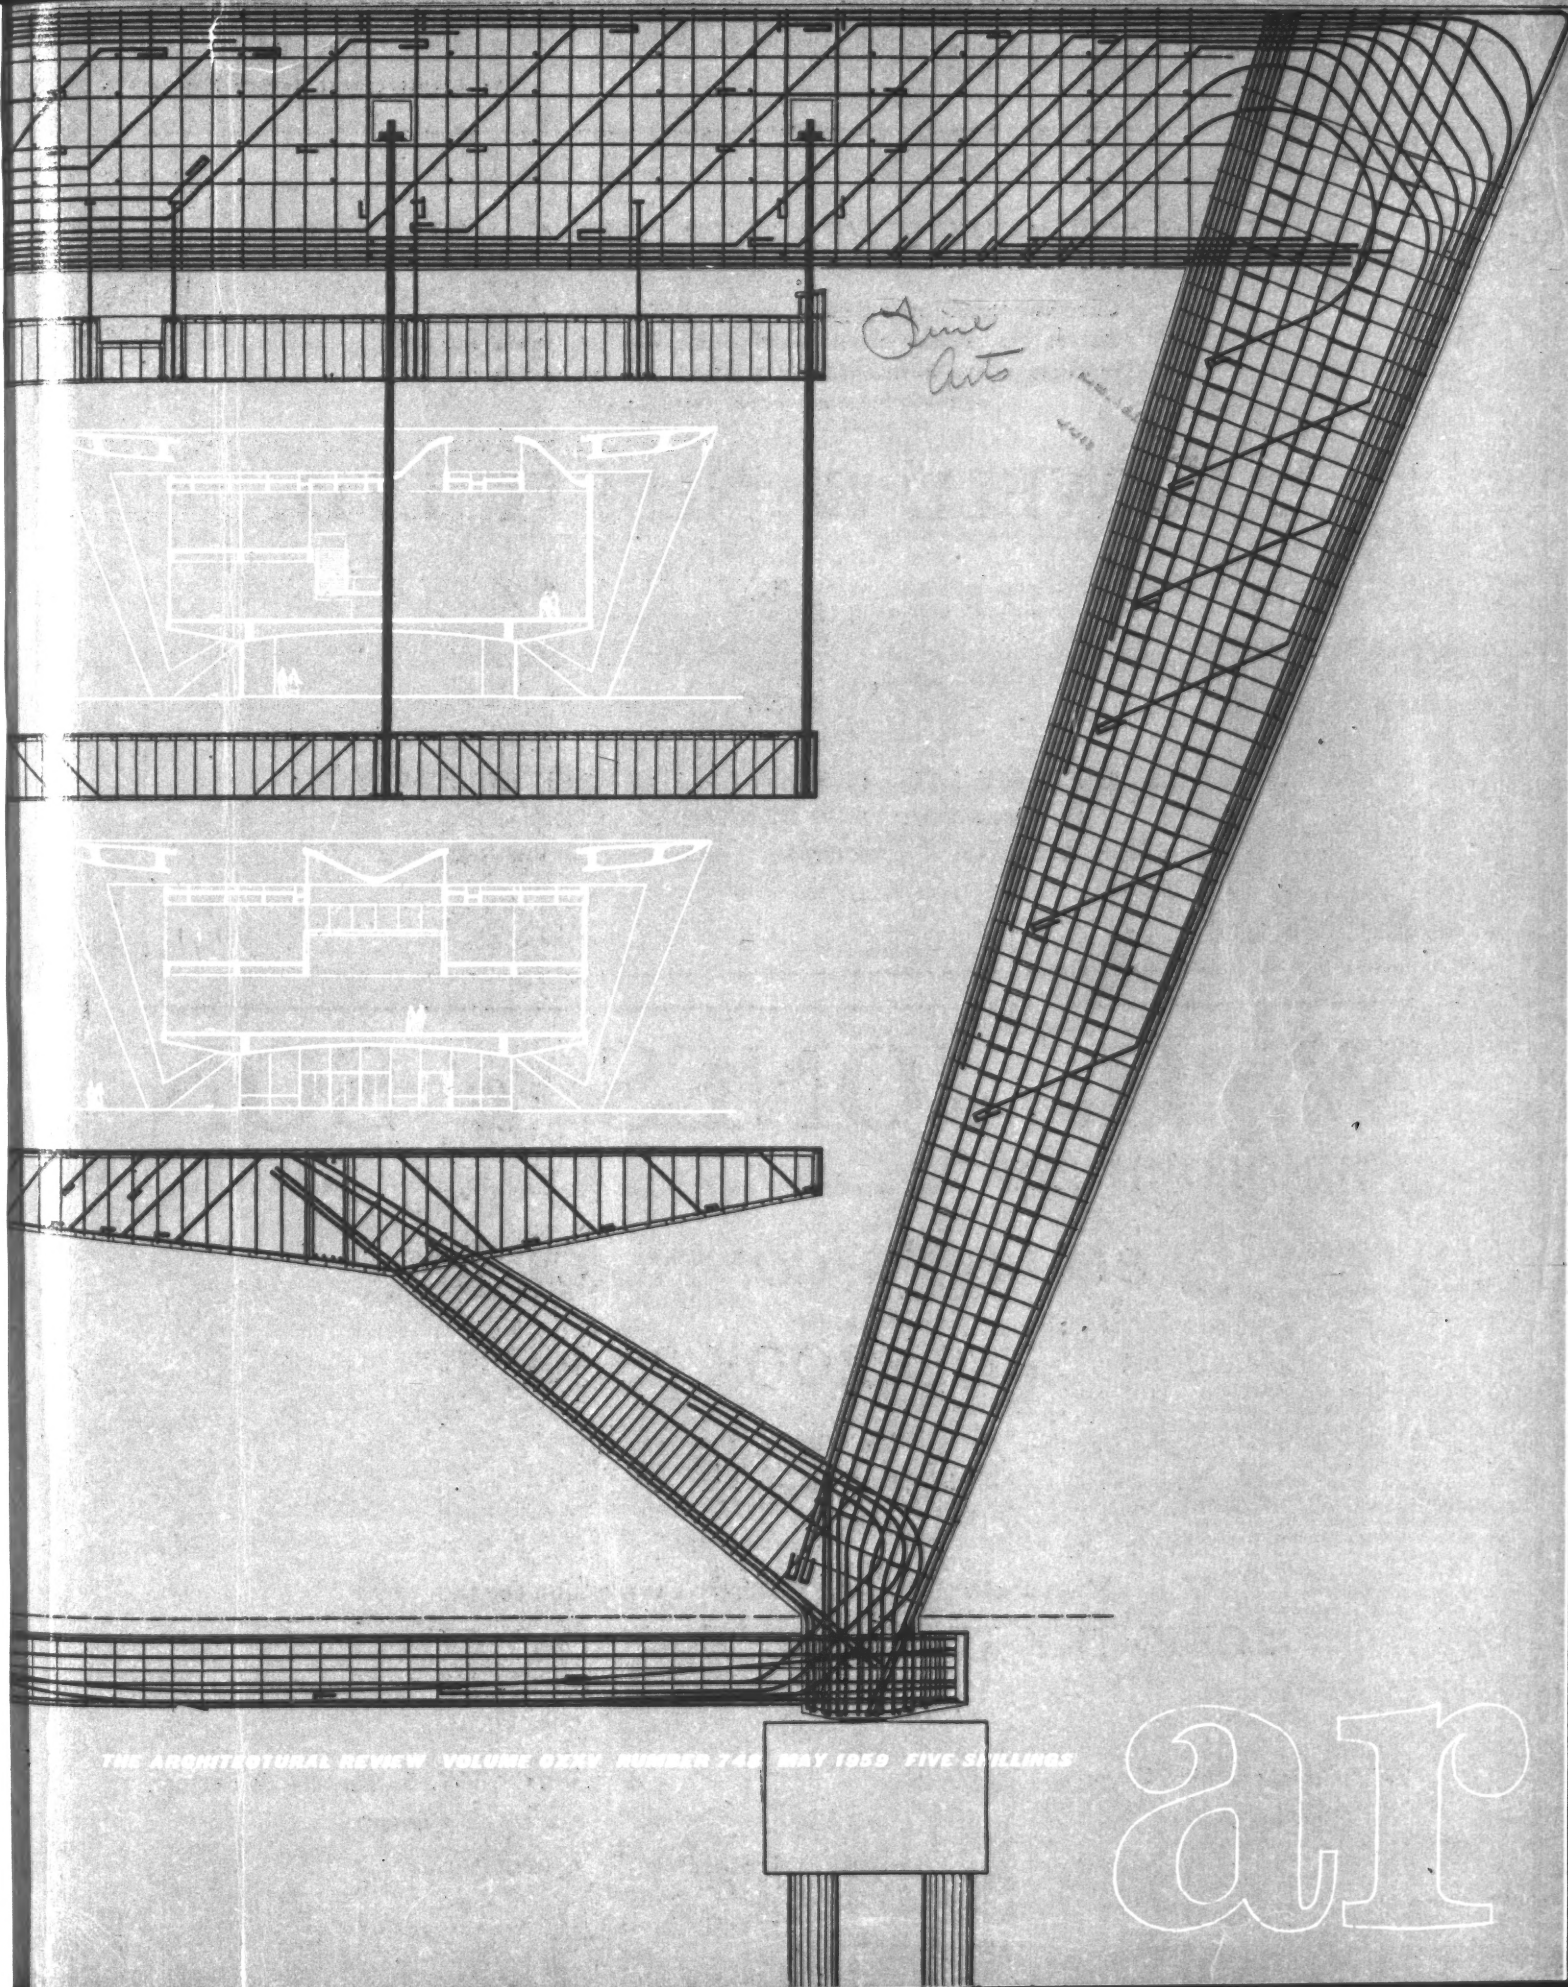 Fine
Arts
THE ARCHITECTURAL REVIEW VOLUME CXXV NUMBER 748 MAY 1959 FIVE SHILLINGS
ar